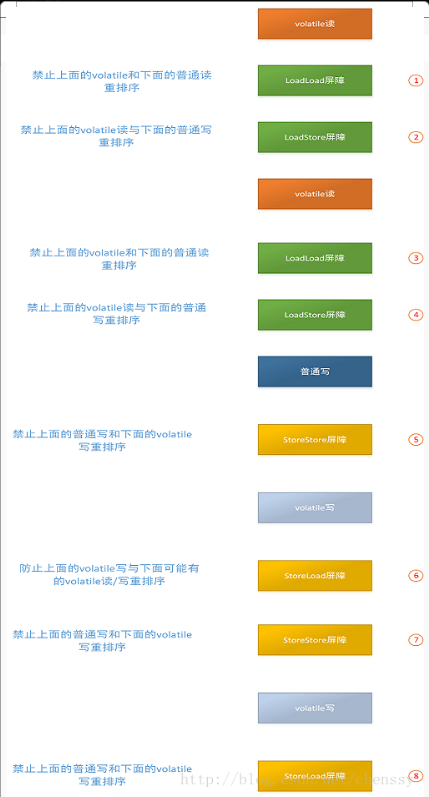 volatile读
禁止上面的volatile和下面的普通读
重排序
LoadLoad屏障
1
禁止上面的volatile读与下面的普通写
重排序
LoadStore屏障
2
volatile读
禁止上面的volatile和下面的普通读
重排序
LoadLoad屏障
3
禁止上面的volatile读与下面的普通
写重排序
LoadStore屏障
4
普通写
禁止上面的普通写和下面的volatile
写重排序
StoreStore屏障
5
volatile写
防止上面的volatile写与下面可能有
的volatile读/写重排序
StoreLoad屏障
6
禁止上面的普通写和下面的volatile
写重排序
StoreStore屏障
7
volatile写
禁止上面的普通写和下面的volatile
写重排序
StoreLoad屏障
8